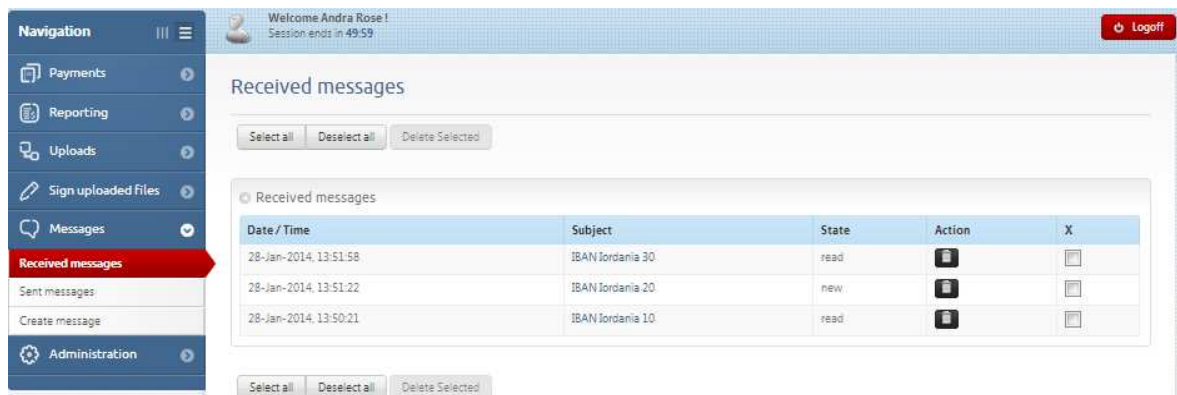 Navigation
Welcome Andra Rose !
Session ends in 49:59
Logoff
Payments
Reporting
Uploads
Sign uploaded files
Messages
Received messages
Sent messages
Create message
Administration
Received messages
Select all Deselect all Delete Selected
Received messages
Date / Time Subject State Action X
28-Jan-2014, 13:51:58 IBAN Iordania 30 read
28-Jan-2014, 13:51:22 IBAN Iordania 20 new
28-Jan-2014, 13:50:21 IBAN Iordania 10 read
Select all Deselect all Delete Selected